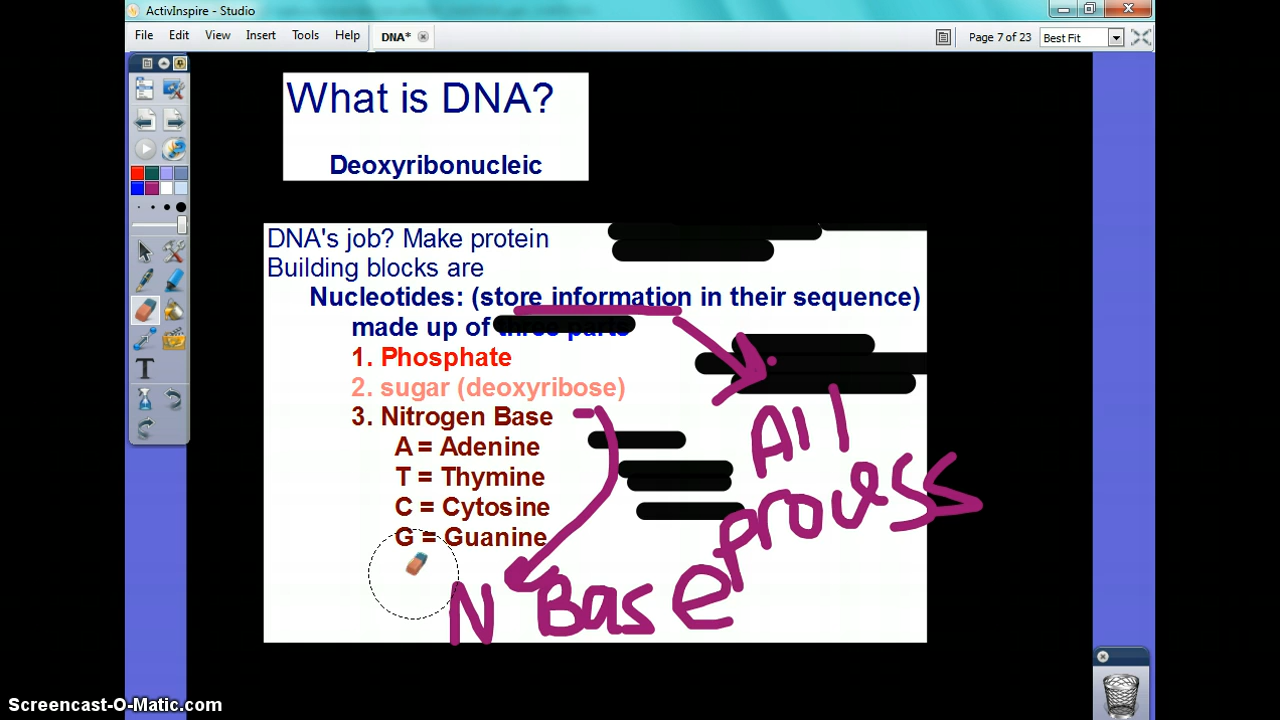 ActivInspire - Studio
File Edit View Insert Tools Help DNA* Page 7 of 23 Best Fit
What is DNA?
Deoxyribonucleic
DNA's job? Make protein
Building blocks are
Nucleotides: (store information in their sequence)
made up of three parts
1. Phosphate
2. sugar (deoxyribose)
3. Nitrogen Base
A = Adenine
T = Thymine
C = Cytosine
G = Guanine
All
process
N Base
T
Screencast-O-Matic.com